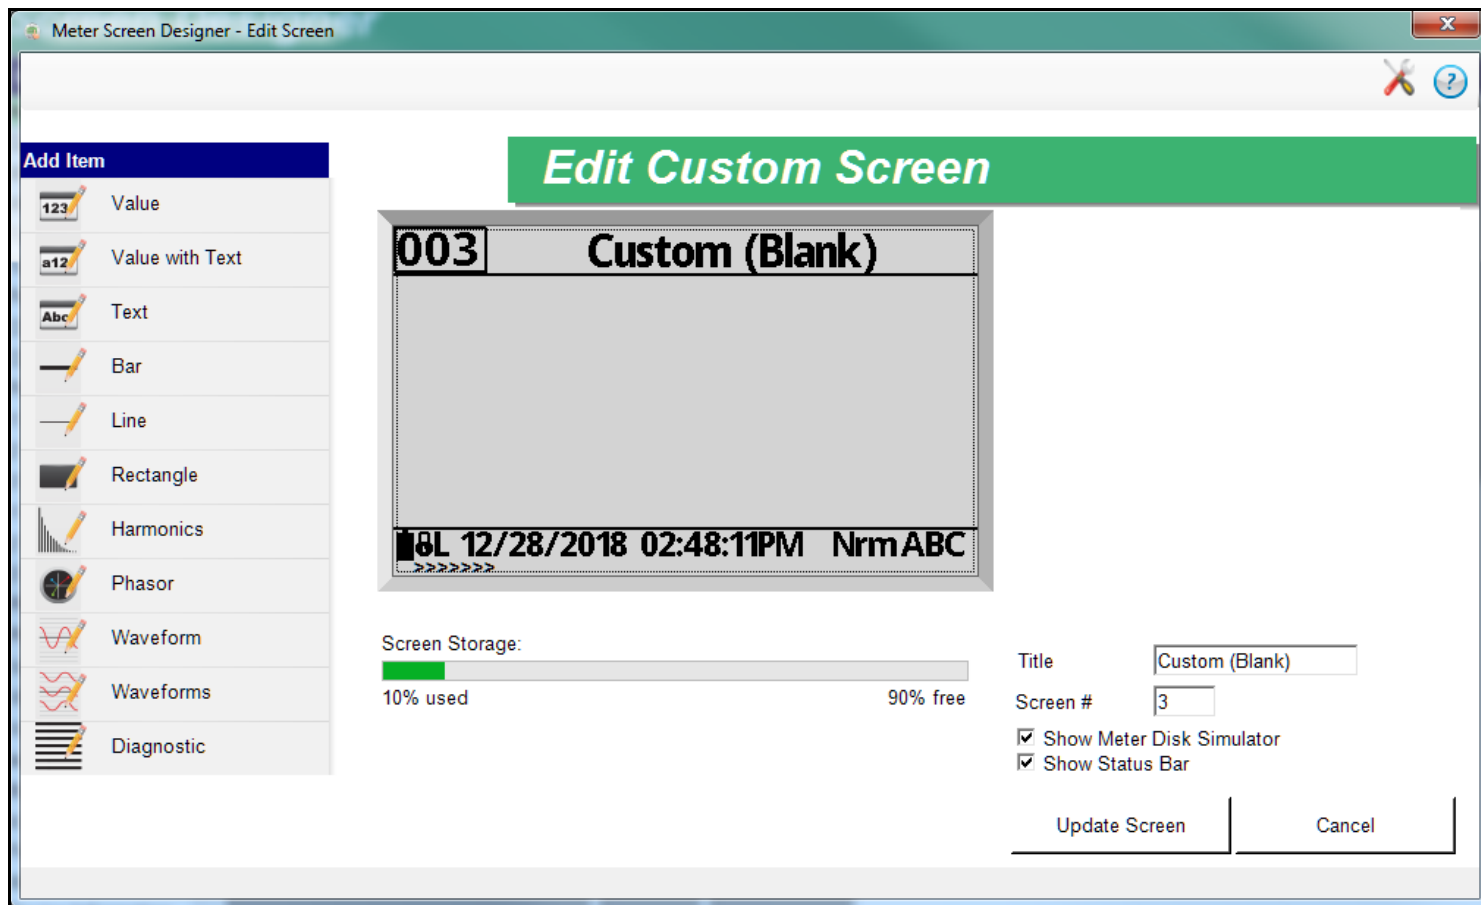 Meter Screen Designer - Edit Screen
Add Item
123 Value
a12 Value with Text
Abc Text
Bar
Line
Rectangle
Harmonics
Phasor
Waveform
Waveforms
Diagnostic
Edit Custom Screen
003 Custom (Blank)
L 12/28/2018 02:48:11PM Nrm ABC
>>>>>>>
Screen Storage:
10% used 90% free
Title Custom (Blank)
Screen # 3
Show Meter Disk Simulator
Show Status Bar
Update Screen Cancel